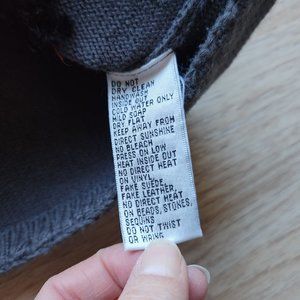 DO NOT
DRY CLEAN
HANDWASH
INSIDE OUT
COLD WATER ONLY
MILD SOAP
DRY FLAT
KEEP AWAY FROM
DIRECT SUNSHINE
NO BLEACH
PRESS ON LOW
HEAT INSIDE OUT
NO DIRECT HEAT
ON VINYL,
FAKE SUEDE,
FAKE LEATHER,
NO DIRECT HEAT
ON BEADS, STONES,
SEQUINS
DO NOT TWIST
OR WRING